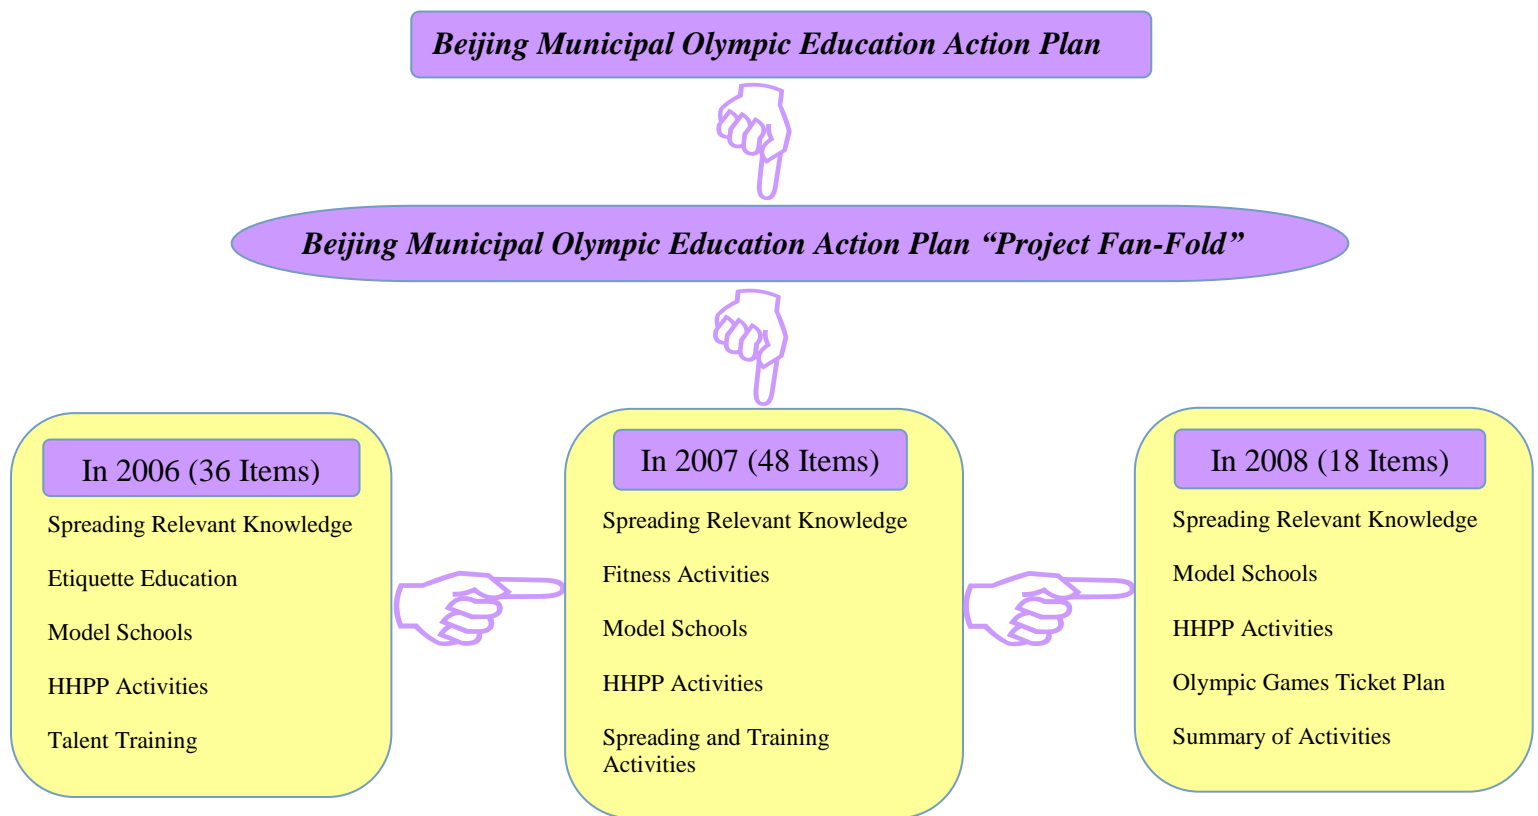 Beijing Municipal Olympic Education Action Plan
Beijing Municipal Olympic Education Action Plan “Project Fan-Fold”
In 2006 (36 Items)
Spreading Relevant Knowledge
Etiquette Education
Model Schools
HHPP Activities
Talent Training
In 2007 (48 Items)
Spreading Relevant Knowledge
Fitness Activities
Model Schools
HHPP Activities
Spreading and Training
Activities
In 2008 (18 Items)
Spreading Relevant Knowledge
Model Schools
HHPP Activities
Olympic Games Ticket Plan
Summary of Activities